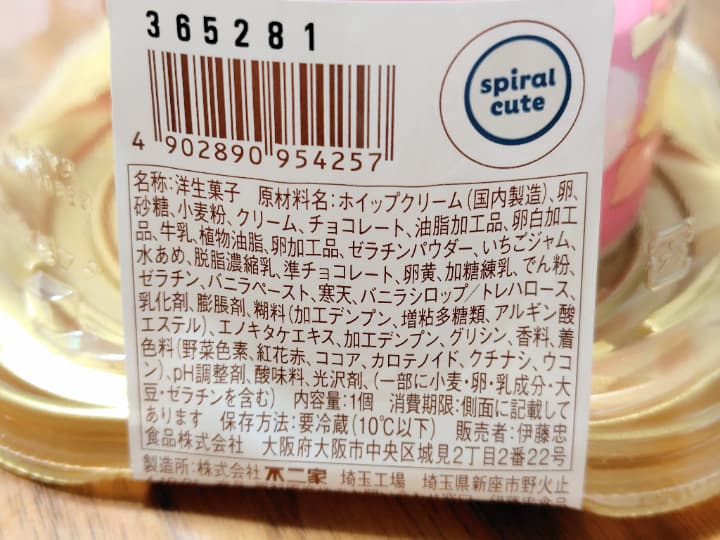 365281
spiral
cute
4 902890 954257
名称:洋生菓子 原材料名:ホイップクリーム(国内製造)、卵、
砂糖、小麦粉、クリーム、チョコレート、油脂加工品、卵白加工
品、牛乳、植物油脂、卵加工品、ゼラチンパウダー、いちごジャム、
水あめ、脱脂濃縮乳、準チョコレート、卵黄、加糖練乳、でん粉、
ゼラチン、バニラペースト、寒天、バニラシロップ/トレハロース、
乳化剤、膨脹剤、糊料(加工デンプン、増粘多糖類、アルギン酸
エステル)、エノキタケエキス、加工デンプン、グリシン、香料、着
色料(野菜色素、紅花赤、ココア、カロテノイド、クチナシ、ウコ
ン)、pH調整剤、酸味料、光沢剤、(一部に小麦・卵・乳成分・大
豆・ゼラチンを含む) 内容量:1個 消費期限:側面に記載して
あります 保存方法:要冷蔵(10℃以下) 販売者:伊藤忠
食品株式会社 大阪府大阪市中央区城見2丁目2番22号
製造所:株式会社不二家 埼玉工場 埼玉県新座市野火止